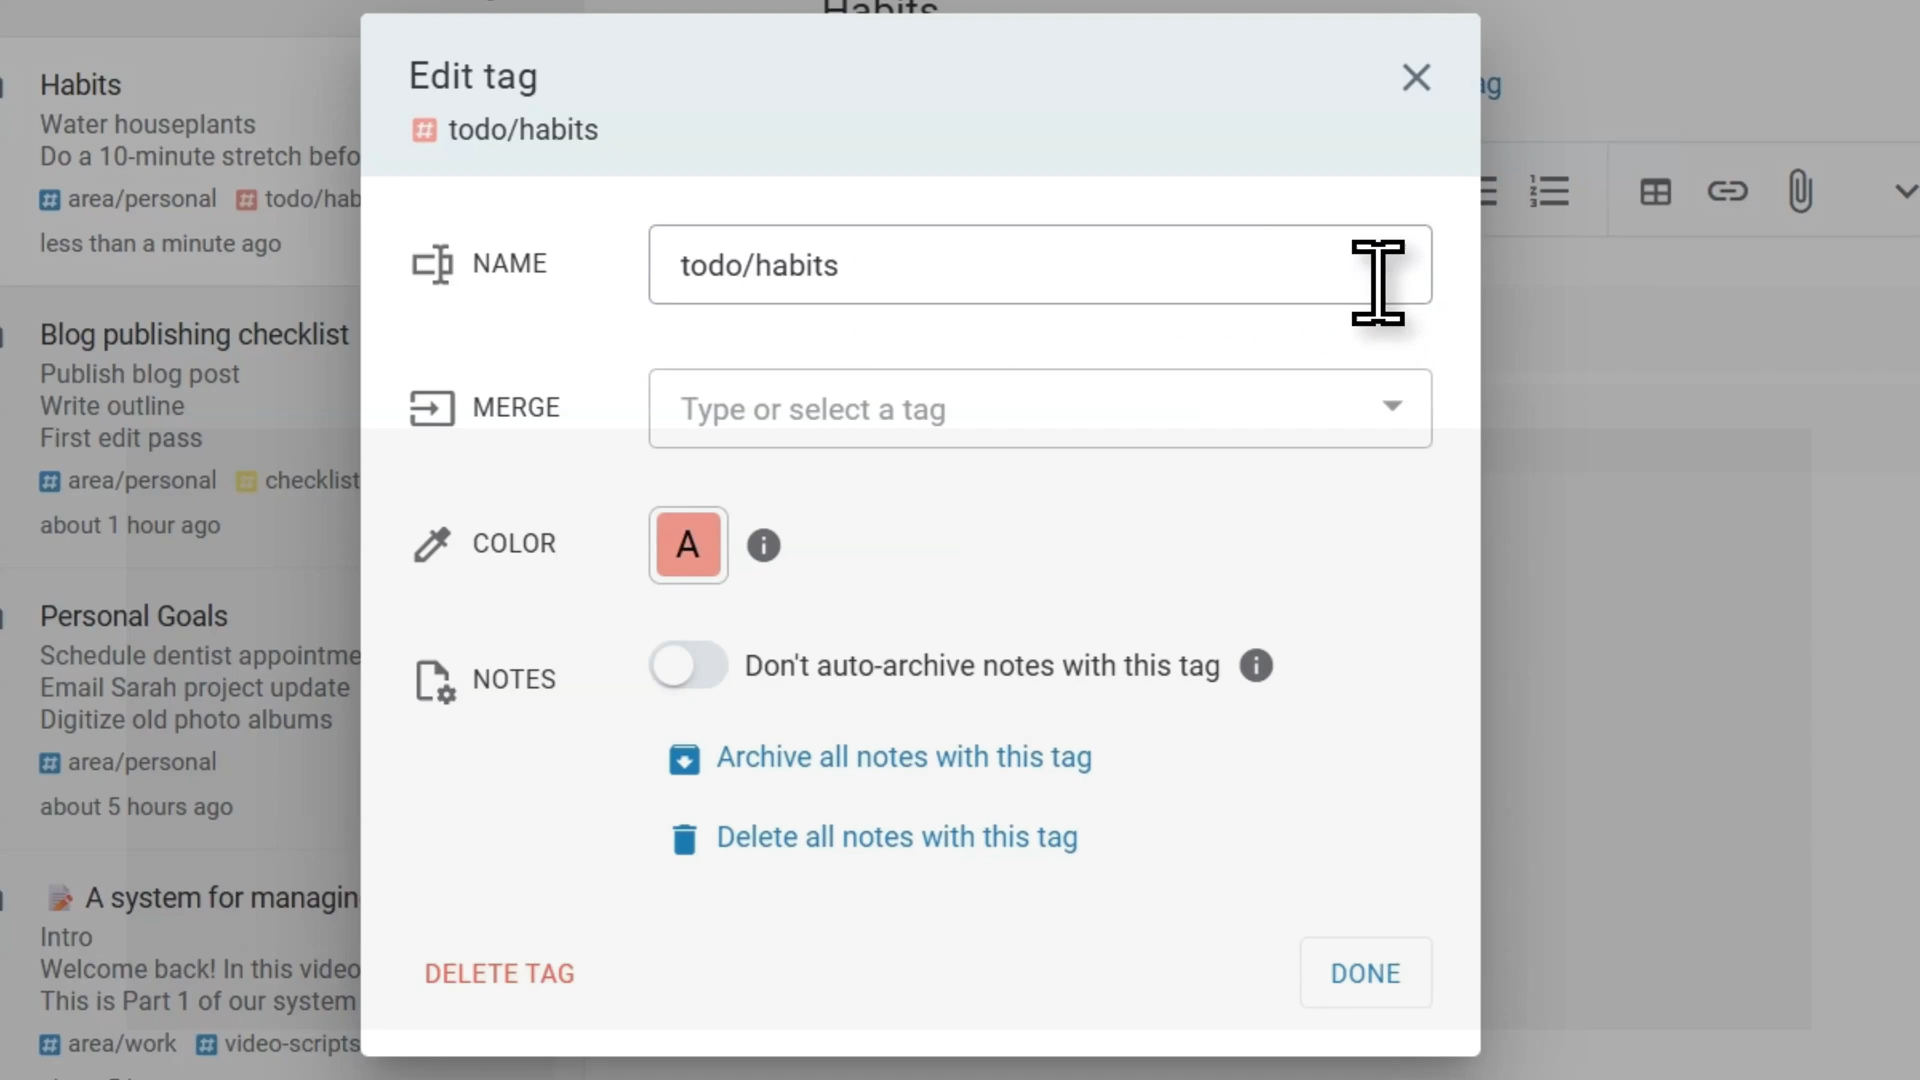 Habits
Habits
Water houseplants
Do a 10-minute stretch befo
area/personal todo/hab
less than a minute ago
Blog publishing checklist
Publish blog post
Write outline
First edit pass
area/personal checklist
about 1 hour ago
Personal Goals
Schedule dentist appointme
Email Sarah project update
Digitize old photo albums
area/personal
about 5 hours ago
A system for managin
Intro
Welcome back! In this video
This is Part 1 of our system
area/work video-scripts
Edit tag
todo/habits
NAME
todo/habits
MERGE
Type or select a tag
COLOR
A
NOTES
Don't auto-archive notes with this tag
Archive all notes with this tag
Delete all notes with this tag
DELETE TAG
DONE
ag